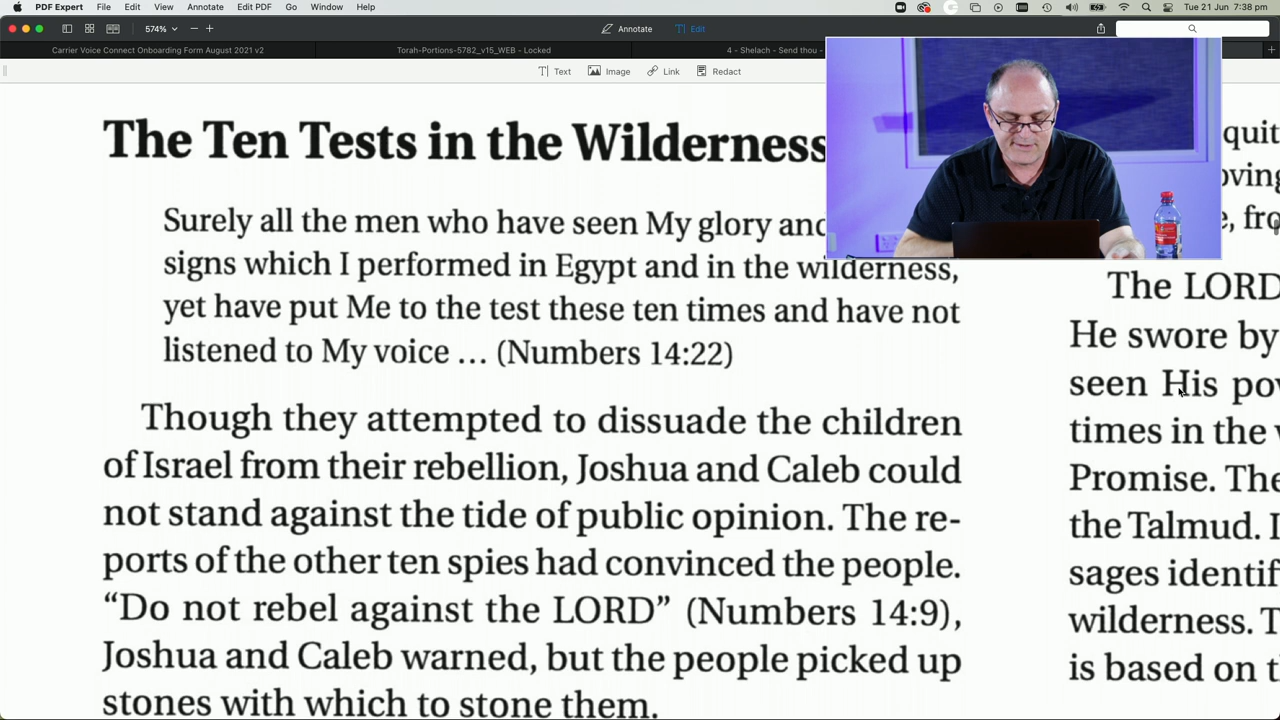 PDF Expert File Edit View Annotate Edit PDF Go Window Help Tue 21 Jun 7:38 pm
574% Annotate Edit
Carrier Voice Connect Onboarding Form August 2021 v2 Torah-Portions-5782_v15_WEB - Locked 4 - Shelach - Send thou -
Text Image Link Redact
The Ten Tests in the Wilderness
Surely all the men who have seen My glory and
signs which I performed in Egypt and in the wilderness,
yet have put Me to the test these ten times and have not
listened to My voice … (Numbers 14:22)
Though they attempted to dissuade the children
of Israel from their rebellion, Joshua and Caleb could
not stand against the tide of public opinion. The re-
ports of the other ten spies had convinced the people.
“Do not rebel against the LORD” (Numbers 14:9),
Joshua and Caleb warned, but the people picked up
stones with which to stone them.
The LORD
He swore by
seen His
times in the
Promise. The
the Talmud.
sages
wilderness.
is based on